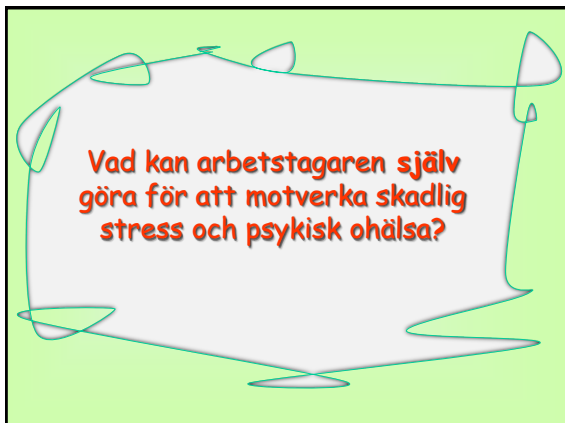 Vad kan arbetstagaren själv
göra för att motverka skadlig
stress och psykisk ohälsa?